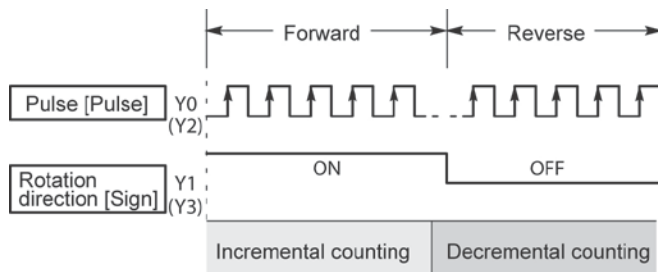 Forward
Reverse
Pulse [Pulse]
Y0
(Y2)
Rotation
direction [Sign]
Y1
(Y3)
ON
OFF
Incremental counting
Decremental counting